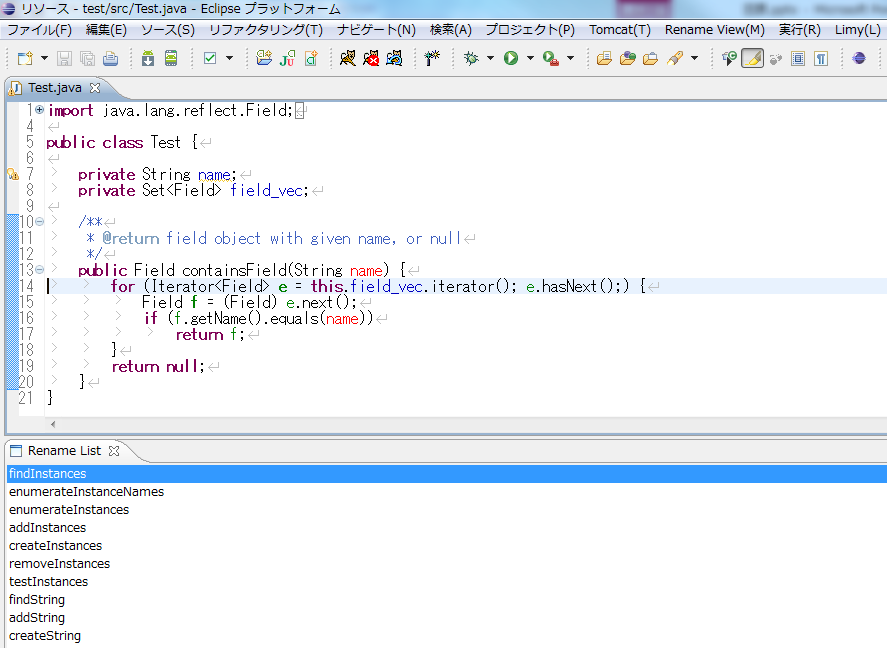 リソース - test/src/Test.java - Eclipse プラットフォーム
ファイル(F) 編集(E) ソース(S) リファクタリング(T) ナビゲート(N) 検索(A) プロジェクト(P) Tomcat(T) Rename View(M) 実行(R) Limy(L)
Test.java
1 import java.lang.reflect.Field;
4
5 public class Test {
6
7 private String name;
8 private Set<Field> field_vec;
9
10 /**
11 * @return field object with given name, or null
12 */
13 public Field containsField(String name) {
14 for (Iterator<Field> e = this.field_vec.iterator(); e.hasNext();) {
15 Field f = (Field) e.next();
16 if (f.getName().equals(name))
17 return f;
18 }
19 return null;
20 }
21 }
Rename List
findInstances
enumerateInstanceNames
enumerateInstances
addInstances
createInstances
removeInstances
testInstances
findString
addString
createString